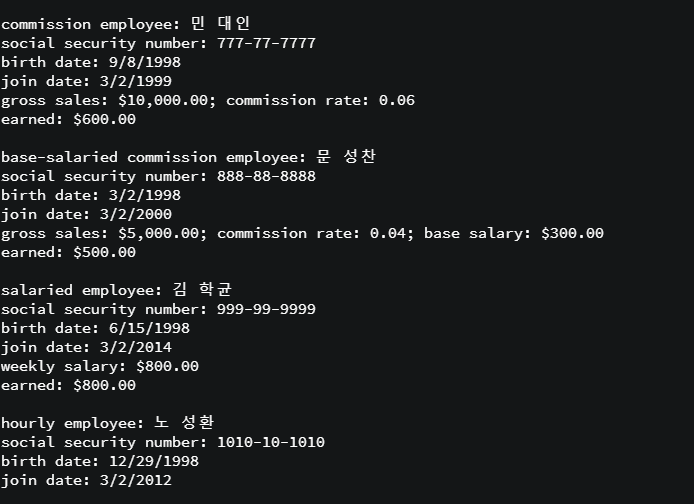 commission employee: 민 대인
social security number: 777-77-7777
birth date: 9/8/1998
join date: 3/2/1999
gross sales: $10,000.00; commission rate: 0.06
earned: $600.00
base-salaried commission employee: 문 성찬
social security number: 888-88-8888
birth date: 3/2/1998
join date: 3/2/2000
gross sales: $5,000.00; commission rate: 0.04; base salary: $300.00
earned: $500.00
salaried employee: 김 학균
social security number: 999-99-9999
birth date: 6/15/1998
join date: 3/2/2014
weekly salary: $800.00
earned: $800.00
hourly employee: 노 성환
social security number: 1010-10-1010
birth date: 12/29/1998
join date: 3/2/2012